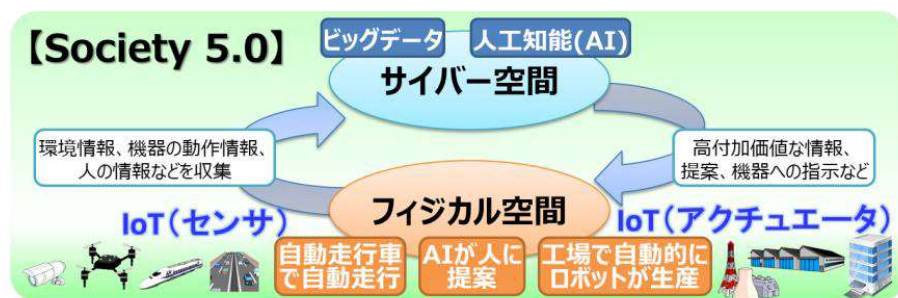 【Society 5.0】
ビッグデータ
人工知能(AI)
サイバー空間
環境情報、機器の動作情報、
人の情報などを収集
高付加価値な情報、
提案、機器への指示など
フィジカル空間
IoT(センサ)
IoT(アクチュエータ)
自動走行車
で自動走行
AIが人に
提案
工場で自動的に
ロボットが生産